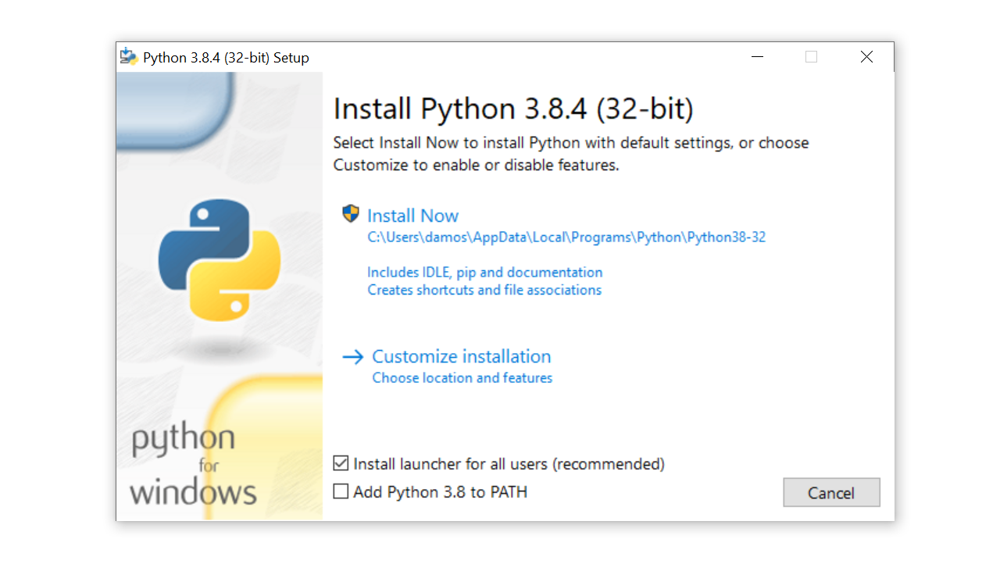 Python 3.8.4 (32-bit) Setup
Install Python 3.8.4 (32-bit)
Select Install Now to install Python with default settings, or choose
Customize to enable or disable features.
Install Now
C:\Users\damos\AppData\Local\Programs\Python\Python38-32
Includes IDLE, pip and documentation
Creates shortcuts and file associations
Customize installation
Choose location and features
python
for
windows
Install launcher for all users (recommended)
Add Python 3.8 to PATH
Cancel